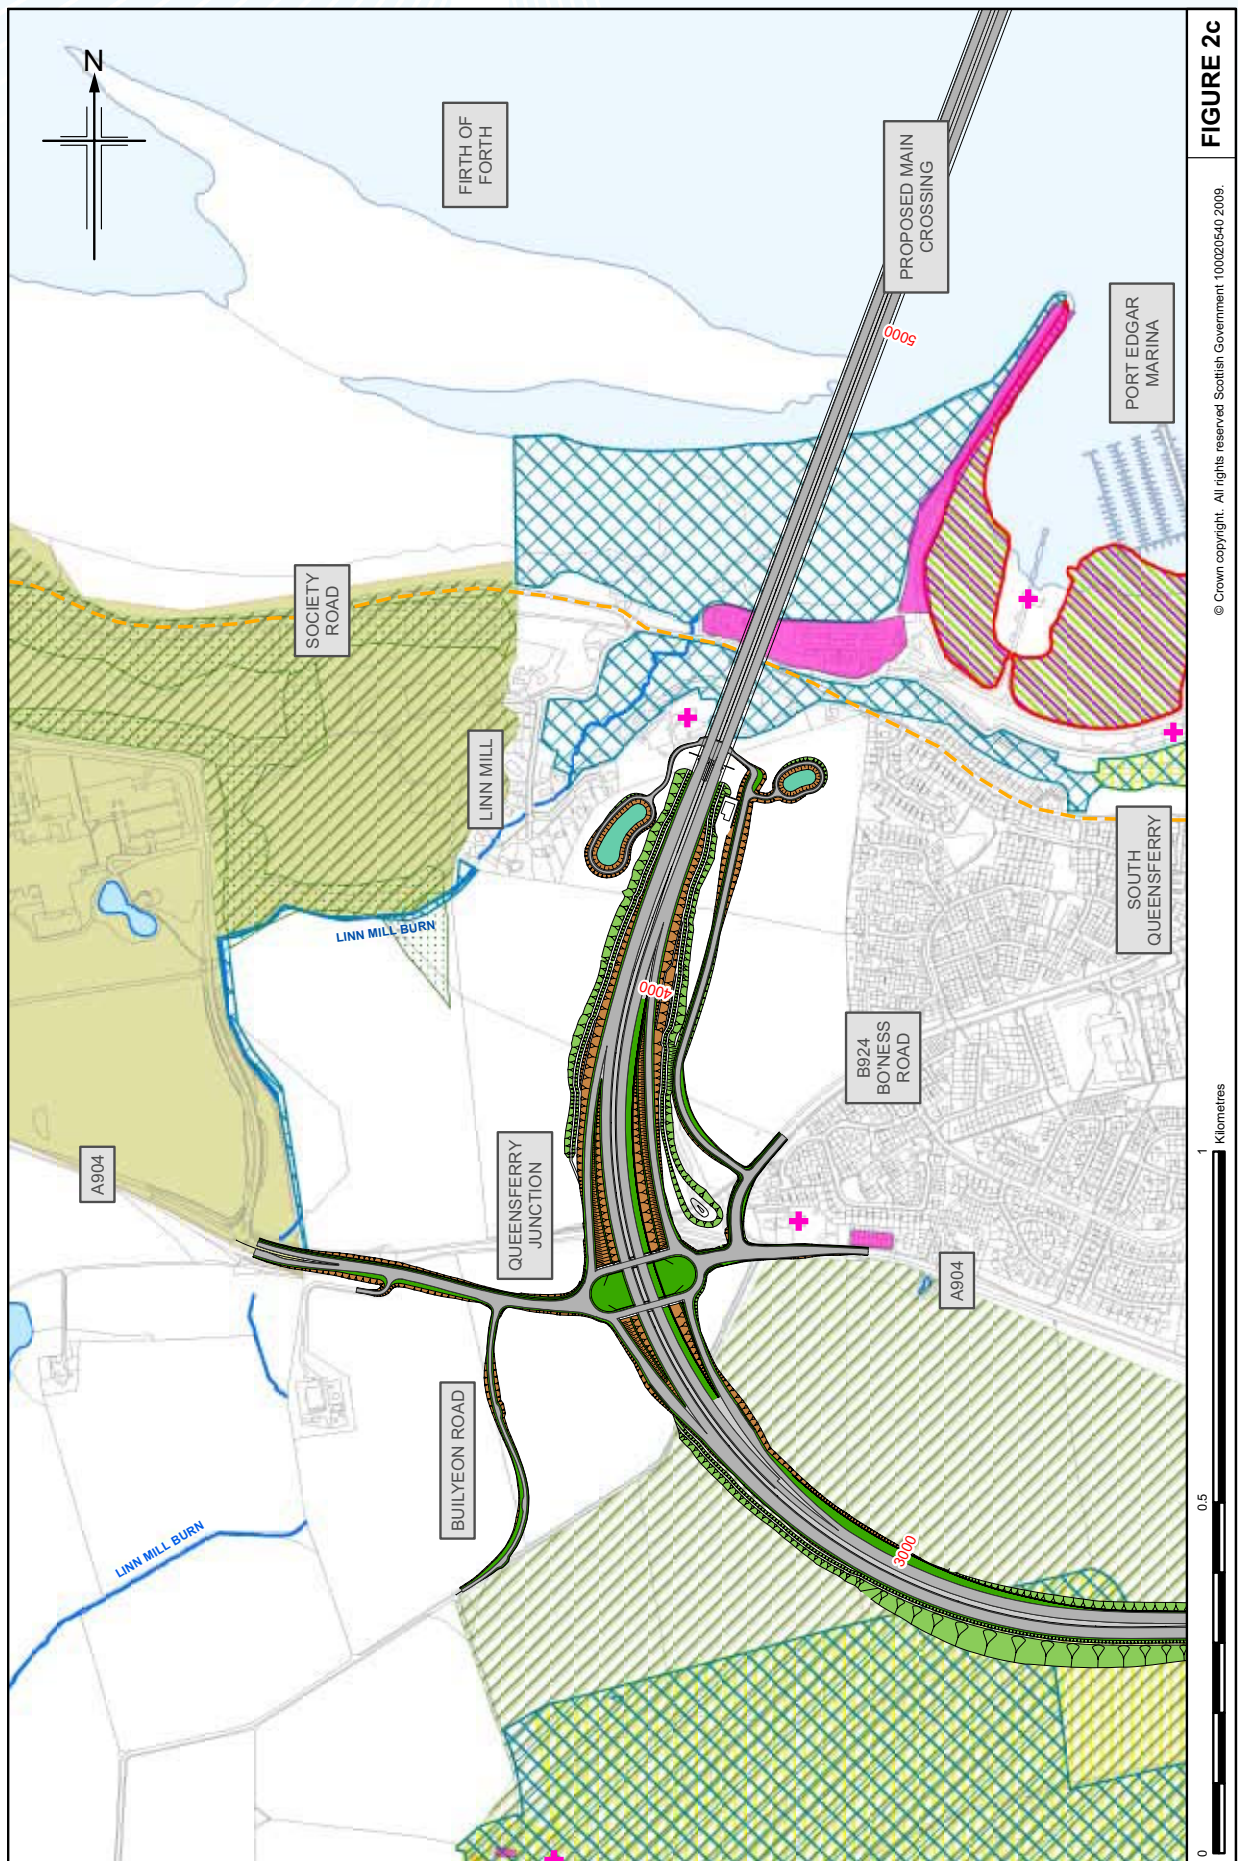 FIGURE 2c
N
FIRTH OF
FORTH
PROPOSED MAIN
CROSSING
5000
PORT EDGAR
MARINA
SOCIETY
ROAD
LINN MILL
LINN MILL BURN
SOUTH
QUEENSFERRY
4000
B924
BO'NESS
ROAD
A904
QUEENSFERRY
JUNCTION
A904
BUILYEON ROAD
LINN MILL BURN
3000
© Crown copyright. All rights reserved Scottish Government 100020540 2009.
0
0.5
1
Kilometres